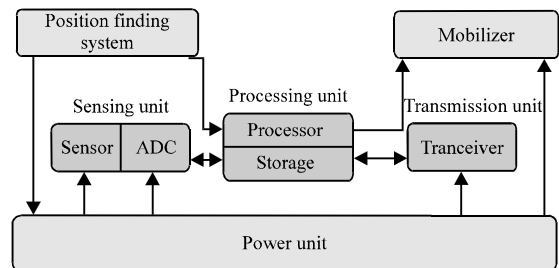 Position finding
system
Mobilizer
Processing unit
Sensing unit
Transmission unit
Processor
Sensor
ADC
Storage
Tranceiver
Power unit